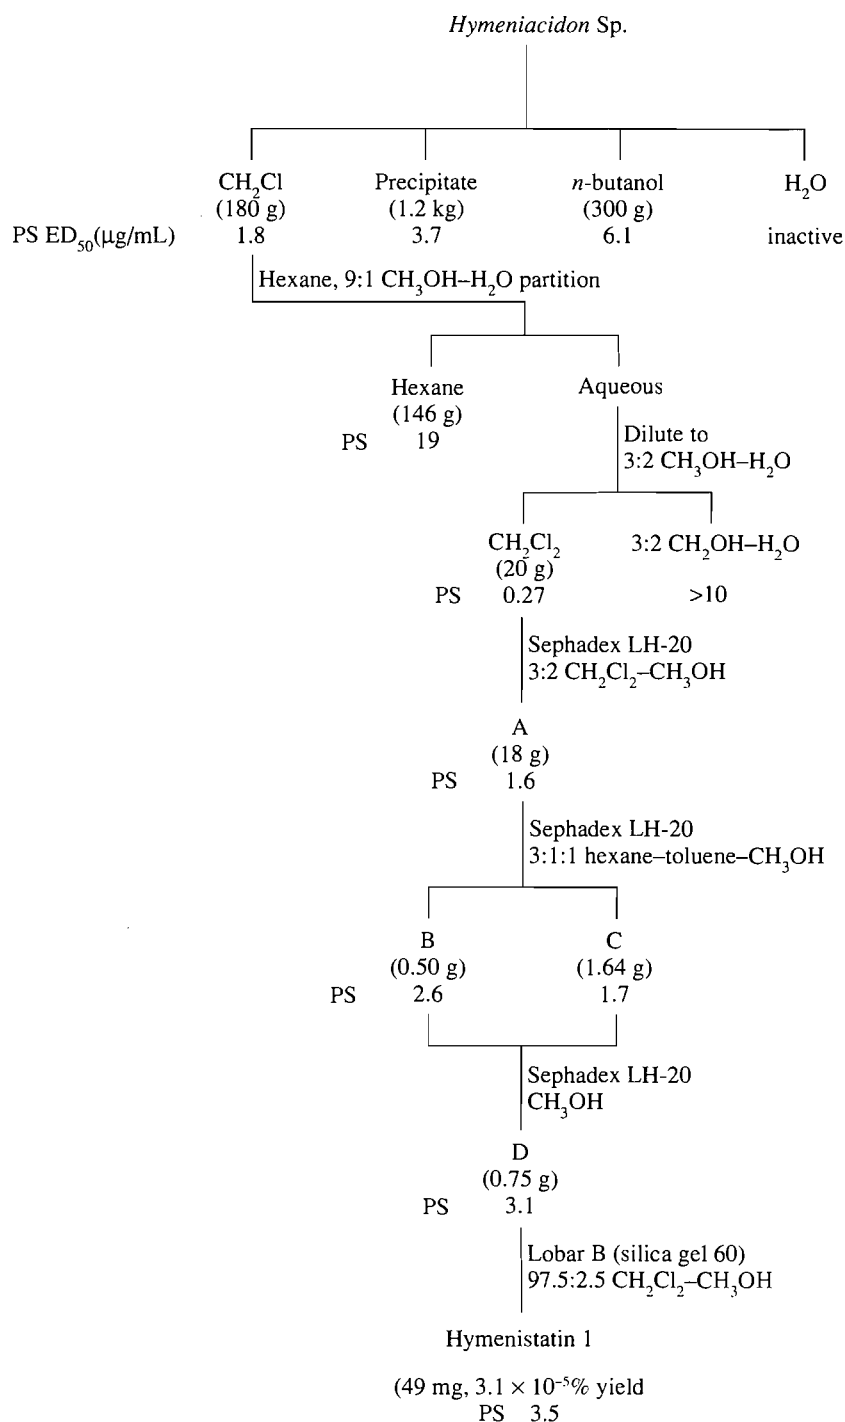 Hymeniacidon Sp.
CH₂Cl Precipitate n-butanol H₂O
(180 g) (1.2 kg) (300 g)
PS ED₅₀(μg/mL) 1.8 3.7 6.1 inactive
Hexane, 9:1 CH₃OH–H₂O partition
Hexane Aqueous
(146 g)
PS 19
Dilute to
3:2 CH₃OH–H₂O
CH₂Cl₂ 3:2 CH₂OH–H₂O
(20 g)
PS 0.27 >10
Sephadex LH-20
3:2 CH₂Cl₂–CH₃OH
A
(18 g)
PS 1.6
Sephadex LH-20
3:1:1 hexane–toluene–CH₃OH
B C
(0.50 g) (1.64 g)
PS 2.6 1.7
Sephadex LH-20
CH₃OH
D
(0.75 g)
PS 3.1
Lobar B (silica gel 60)
97.5:2.5 CH₂Cl₂–CH₃OH
Hymenistatin 1
(49 mg, 3.1 × 10⁻⁵% yield
PS 3.5